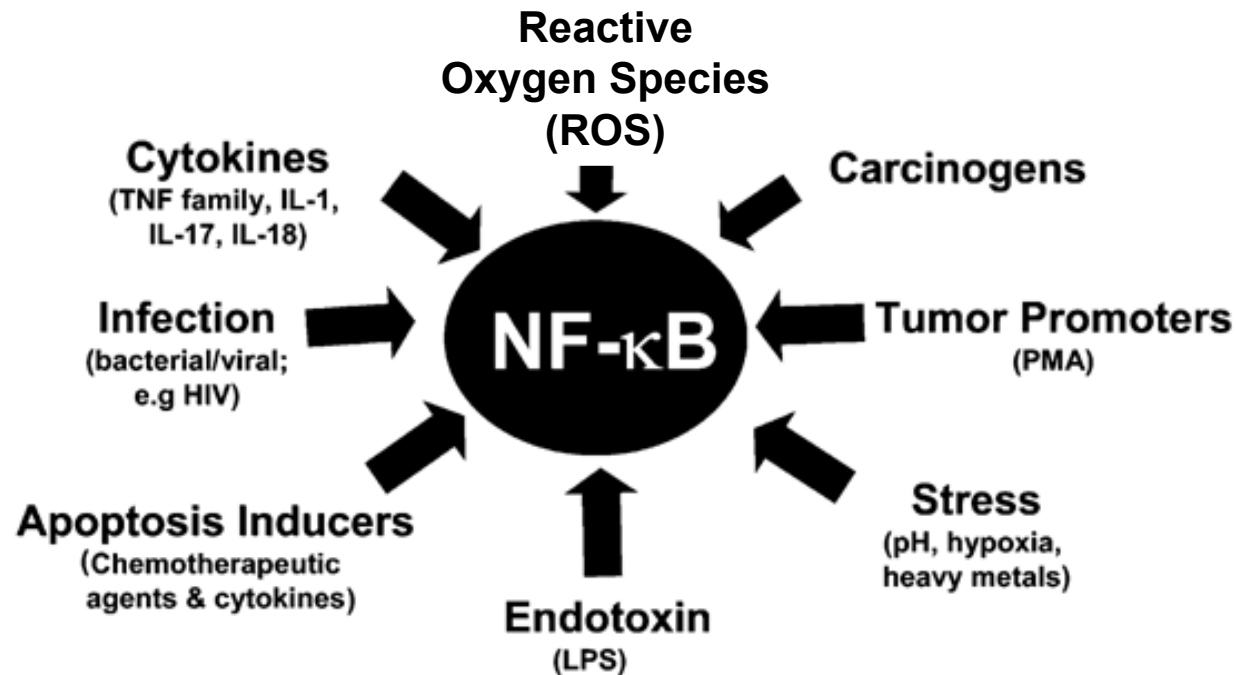 Reactive
Oxygen Species
(ROS)
Cytokines
(TNF family, IL-1,
IL-17, IL-18)
Carcinogens
Infection
(bacterial/viral;
e.g HIV)
NF-κB
Tumor Promoters
(PMA)
Apoptosis Inducers
(Chemotherapeutic
agents & cytokines)
Stress
(pH, hypoxia,
heavy metals)
Endotoxin
(LPS)